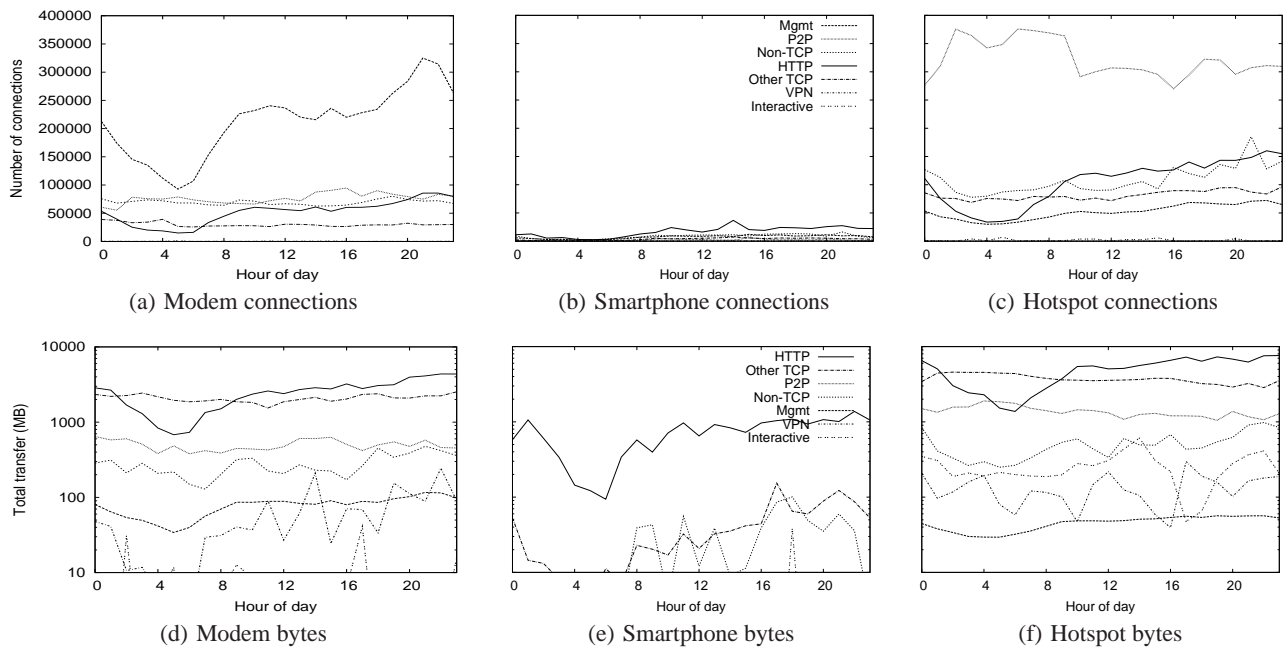 400000
350000
300000
250000
200000
150000
100000
50000
0
Number of connections
0 4 8 12 16 20
Hour of day
(a) Modem connections
Mgmt
P2P
Non-TCP
HTTP
Other TCP
VPN
Interactive
0 4 8 12 16 20
Hour of day
(b) Smartphone connections
0 4 8 12 16 20
Hour of day
(c) Hotspot connections
10000
1000
100
10
Total transfer (MB)
0 4 8 12 16 20
Hour of day
(d) Modem bytes
HTTP
Other TCP
P2P
Non-TCP
Mgmt
VPN
Interactive
0 4 8 12 16 20
Hour of day
(e) Smartphone bytes
0 4 8 12 16 20
Hour of day
(f) Hotspot bytes